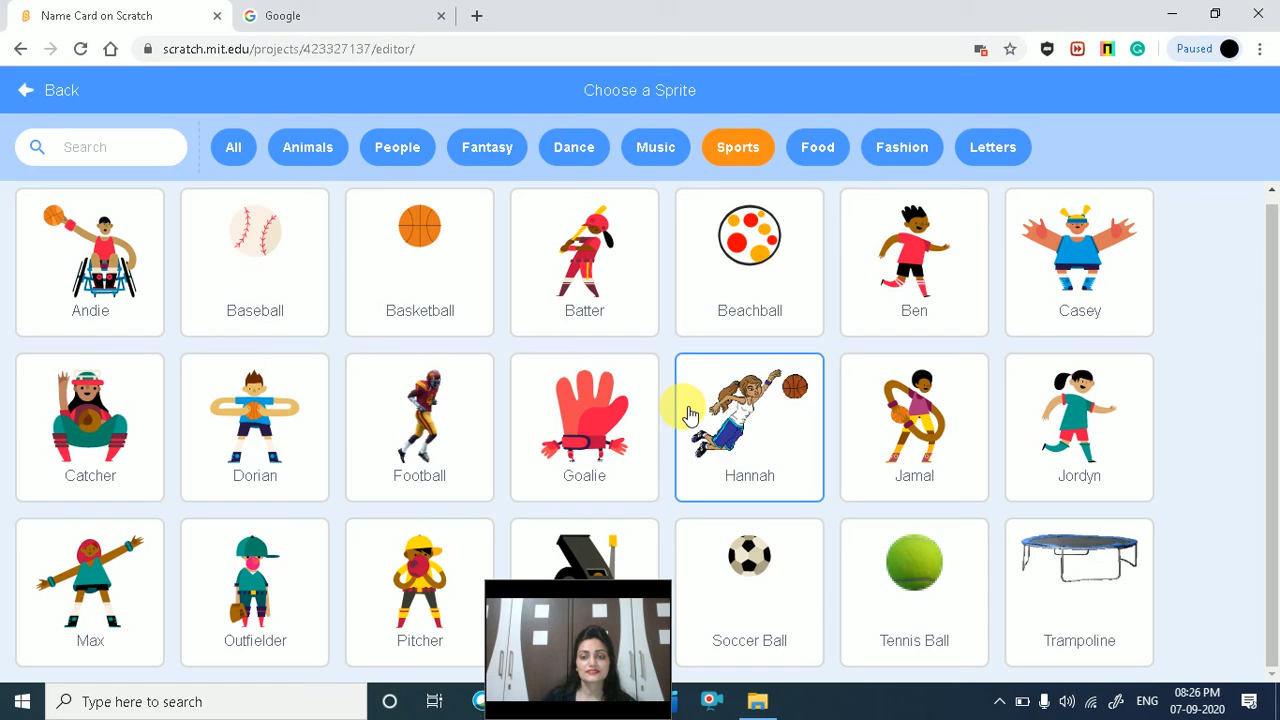 Name Card on Scratch
Google
scratch.mit.edu/projects/423327137/editor/
Paused
Back
Choose a Sprite
Search
All
Animals
People
Fantasy
Dance
Music
Sports
Food
Fashion
Letters
Andie
Baseball
Basketball
Batter
Beachball
Ben
Casey
Catcher
Dorian
Football
Goalie
Hannah
Jamal
Jordyn
Max
Outfielder
Pitcher
Soccer Ball
Tennis Ball
Trampoline
Type here to search
ENG
08:26 PM
07-09-2020